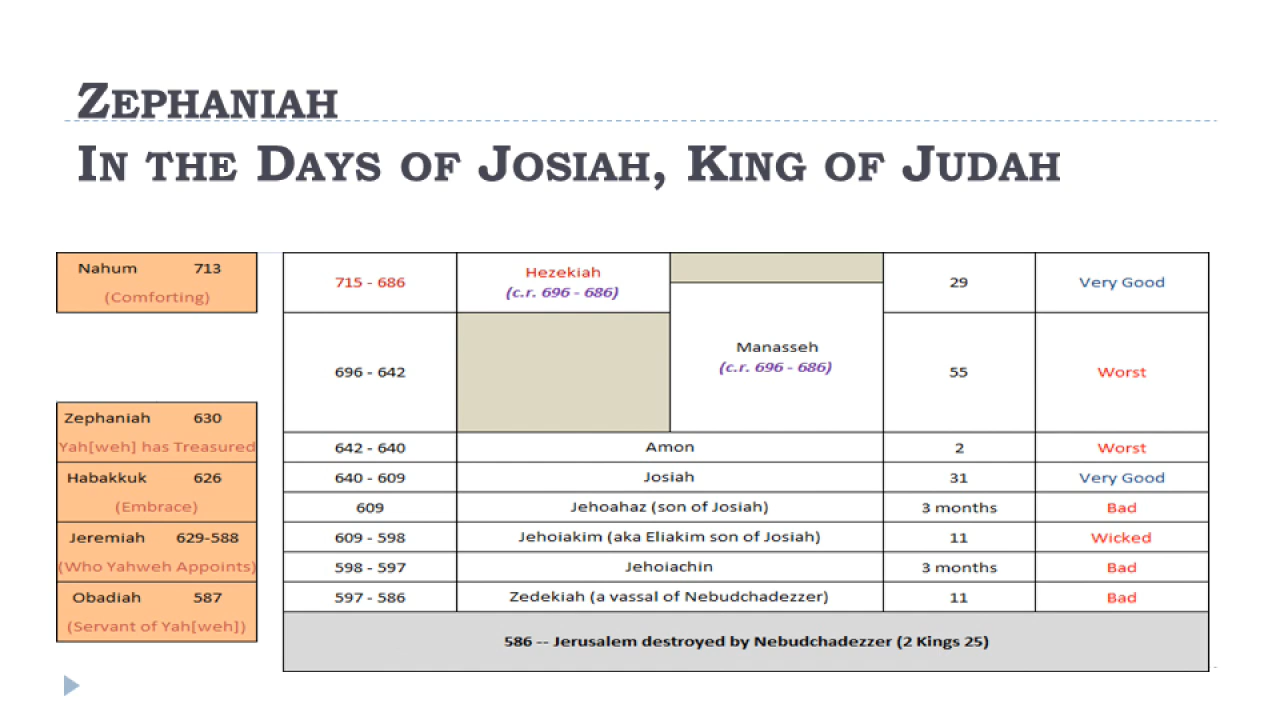 ZEPHANIAH
IN THE DAYS OF JOSIAH, KING OF JUDAH
Nahum 713
(Comforting)
Zephaniah 630
Yah[weh] has Treasured
Habakkuk 626
(Embrace)
Jeremiah 629-588
(Who Yahweh Appoints)
Obadiah 587
(Servant of Yah[weh])
715 - 686 Hezekiah 29 Very Good
(c.r. 696 - 686)
696 - 642 Manasseh 55 Worst
(c.r. 696 - 686)
642 - 640 Amon 2 Worst
640 - 609 Josiah 31 Very Good
609 Jehoahaz (son of Josiah) 3 months Bad
609 - 598 Jehoiakim (aka Eliakim son of Josiah) 11 Wicked
598 - 597 Jehoiachin 3 months Bad
597 - 586 Zedekiah (a vassal of Nebudchadezzer) 11 Bad
586 -- Jerusalem destroyed by Nebudchadezzer (2 Kings 25)